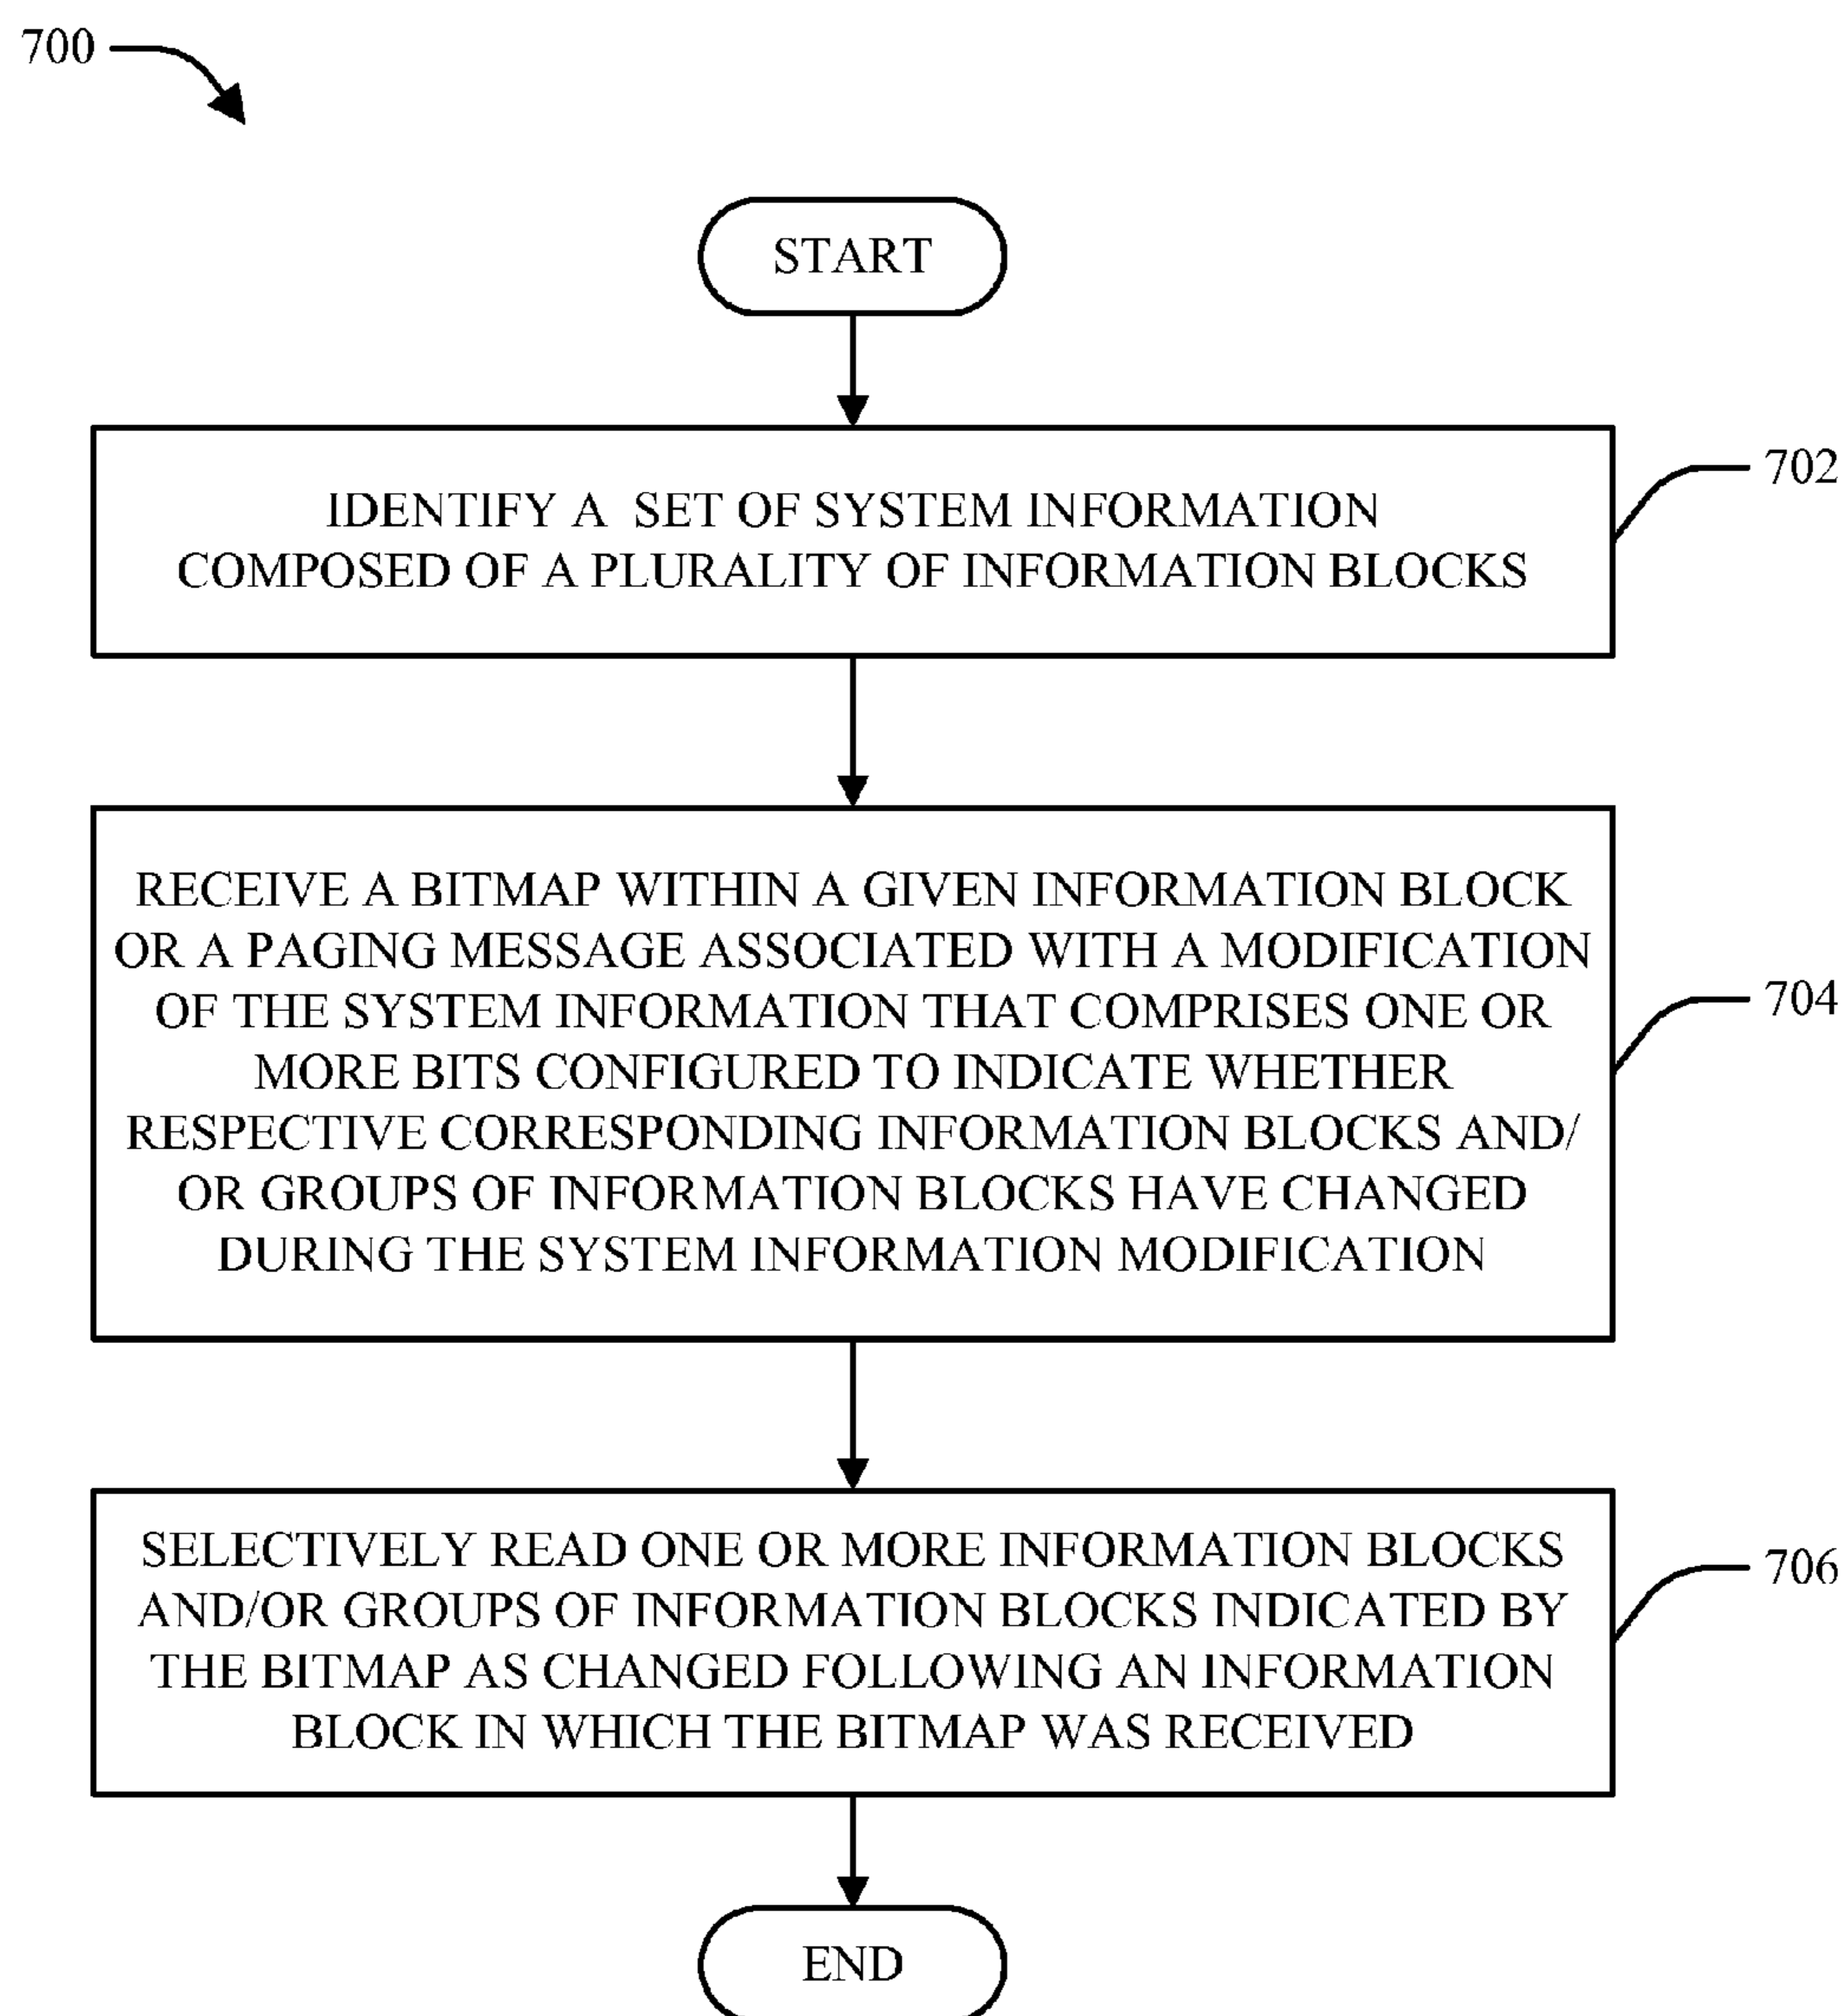 700
START
IDENTIFY A SET OF SYSTEM INFORMATION
COMPOSED OF A PLURALITY OF INFORMATION BLOCKS
702
RECEIVE A BITMAP WITHIN A GIVEN INFORMATION BLOCK
OR A PAGING MESSAGE ASSOCIATED WITH A MODIFICATION
OF THE SYSTEM INFORMATION THAT COMPRISES ONE OR
MORE BITS CONFIGURED TO INDICATE WHETHER
RESPECTIVE CORRESPONDING INFORMATION BLOCKS AND/
OR GROUPS OF INFORMATION BLOCKS HAVE CHANGED
DURING THE SYSTEM INFORMATION MODIFICATION
704
SELECTIVELY READ ONE OR MORE INFORMATION BLOCKS
AND/OR GROUPS OF INFORMATION BLOCKS INDICATED BY
THE BITMAP AS CHANGED FOLLOWING AN INFORMATION
BLOCK IN WHICH THE BITMAP WAS RECEIVED
706
END